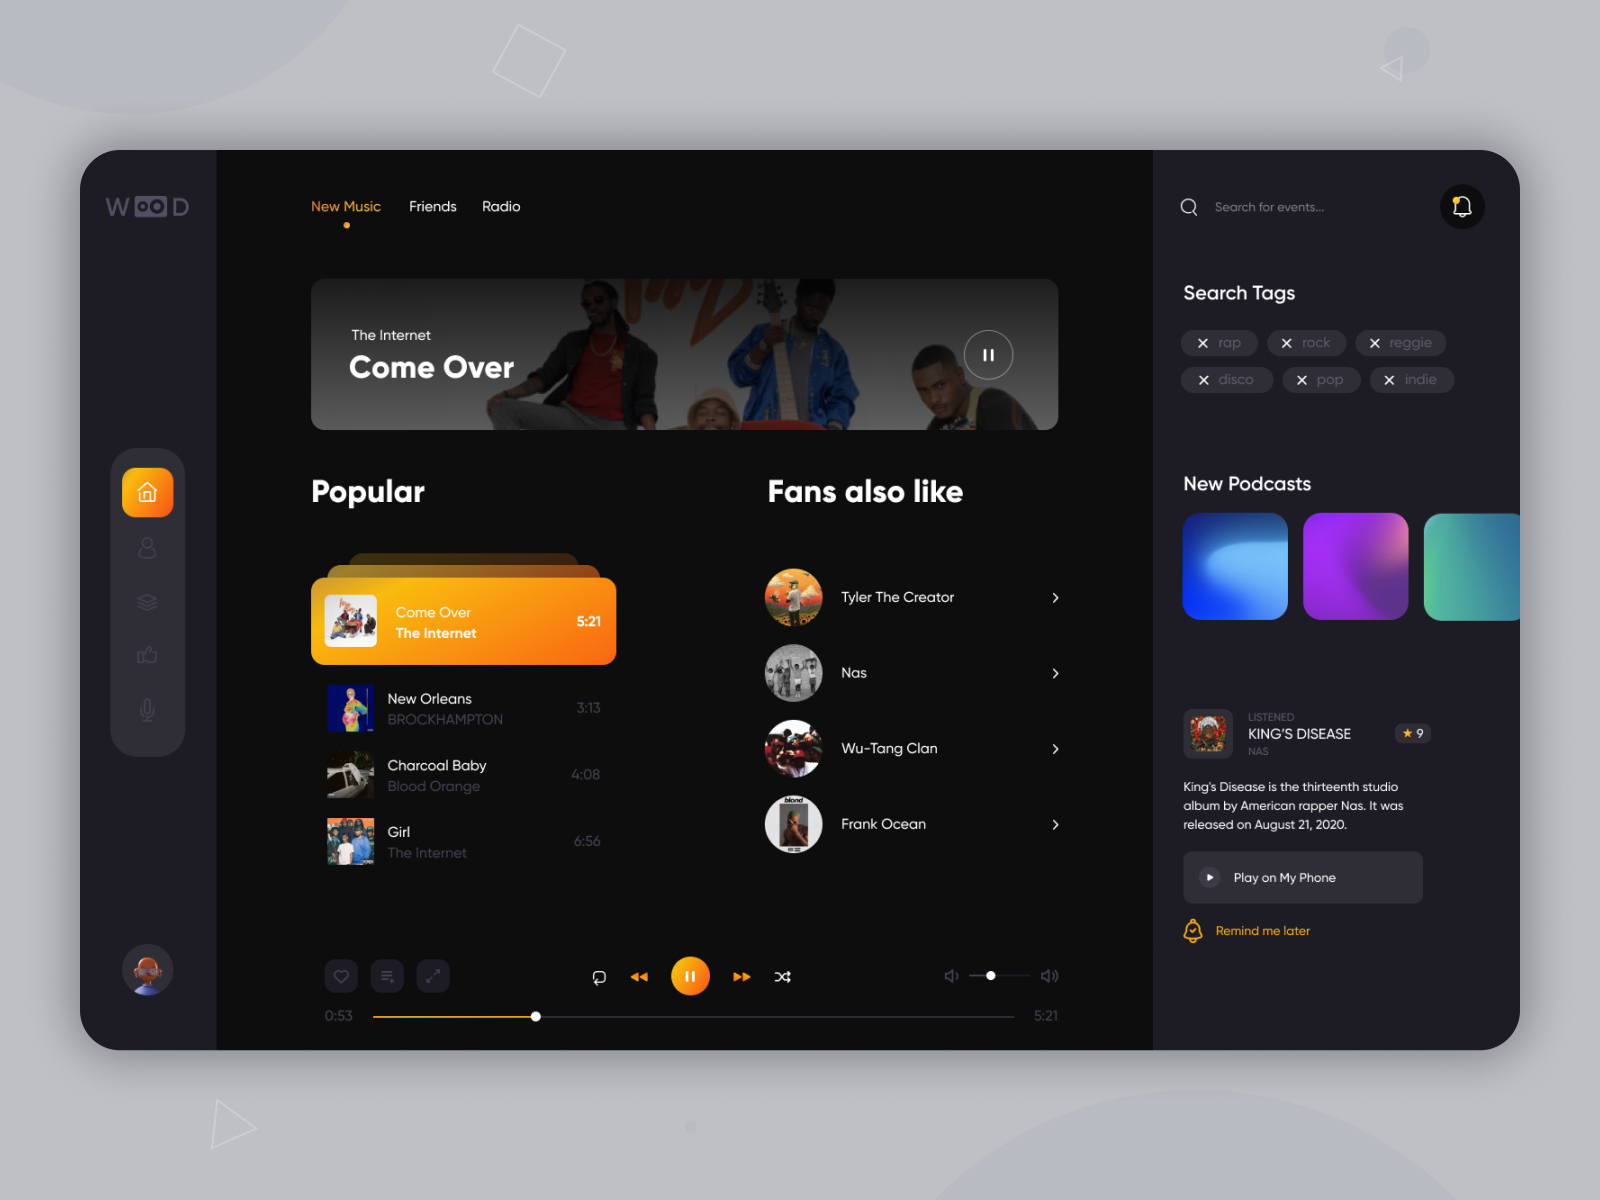 WOOD
New Music Friends Radio
Search for events...
The Internet
Come Over
Search Tags
rap rock reggie
disco pop indie
Popular
Fans also like
New Podcasts
Come Over
The Internet
5:21
New Orleans
BROCKHAMPTON
3:13
Charcoal Baby
Blood Orange
4:08
Girl
The Internet
6:56
Tyler The Creator
Nas
Wu-Tang Clan
blond
Frank Ocean
LISTENED
KING'S DISEASE
NAS
9
King's Disease is the thirteenth studio
album by American rapper Nas. It was
released on August 21, 2020.
Play on My Phone
Remind me later
0:53
5:21